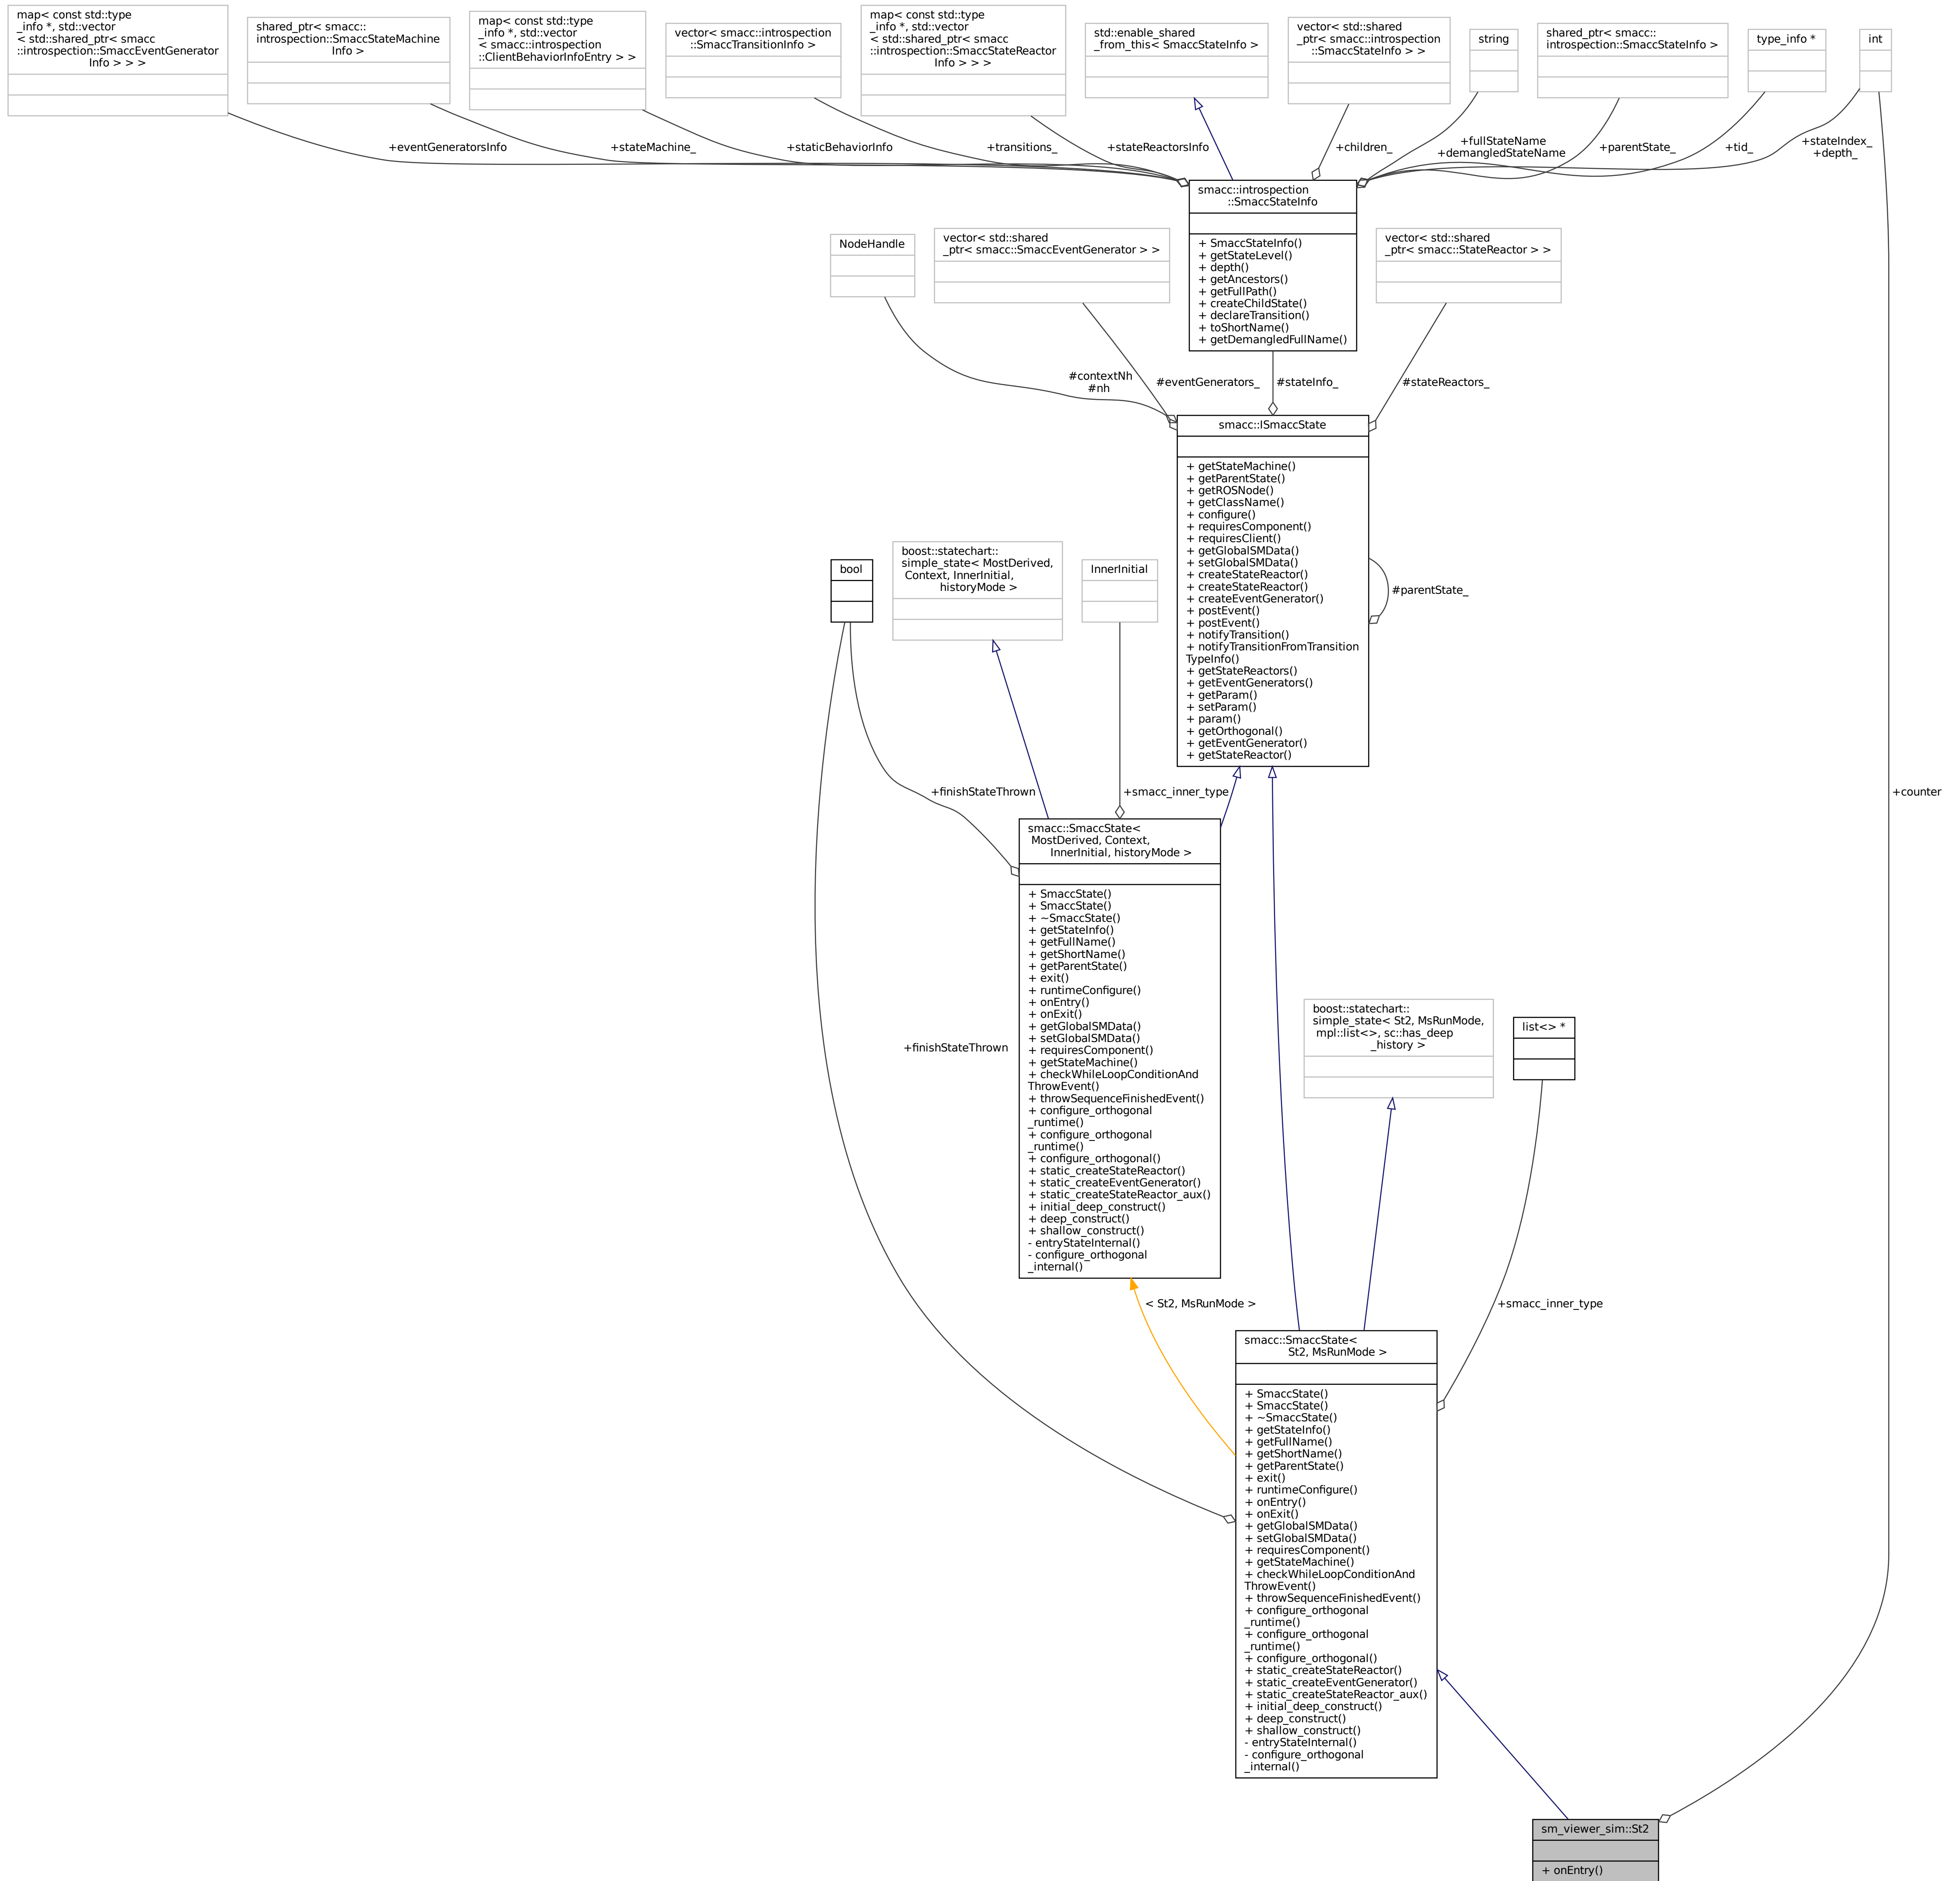 map< const std::type
_info *, std::vector
< std::shared_ptr< smacc
::introspection::SmaccEventGenerator
Info > > >
shared_ptr< smacc::
introspection::SmaccStateMachine
Info >
map< const std::type
_info *, std::vector
< smacc::introspection
::ClientBehaviorInfoEntry > >
vector< smacc::introspection
::SmaccTransitionInfo >
map< const std::type
_info *, std::vector
< std::shared_ptr< smacc
::introspection::SmaccStateReactor
Info > > >
std::enable_shared
_from_this< SmaccStateInfo >
vector< std::shared
_ptr< smacc::introspection
::SmaccStateInfo > >
string
shared_ptr< smacc::
introspection::SmaccStateInfo >
type_info *
int
+eventGeneratorsInfo
+stateMachine_
+staticBehaviorInfo
+transitions_
+stateReactorsInfo
+children_
+fullStateName
+demangledStateName
+parentState_
+tid_
+stateIndex_
+depth_
smacc::introspection
::SmaccStateInfo
+ SmaccStateInfo()
+ getStateLevel()
+ depth()
+ getAncestors()
+ getFullPath()
+ createChildState()
+ declareTransition()
+ toShortName()
+ getDemangledFullName()
NodeHandle
vector< std::shared
_ptr< smacc::SmaccEventGenerator > >
vector< std::shared
_ptr< smacc::StateReactor > >
#contextNh
#nh
#eventGenerators_
#stateInfo_
#stateReactors_
smacc::ISmaccState
+ getStateMachine()
+ getParentState()
+ getROSNode()
+ getClassName()
+ configure()
+ requiresComponent()
+ requiresClient()
+ getGlobalSMData()
+ setGlobalSMData()
+ createStateReactor()
+ createStateReactor()
+ createEventGenerator()
+ postEvent()
+ postEvent()
+ notifyTransition()
+ notifyTransitionFromTransition
TypeInfo()
+ getStateReactors()
+ getEventGenerators()
+ getParam()
+ setParam()
+ param()
+ getOrthogonal()
+ getEventGenerator()
+ getStateReactor()
#parentState_
bool
boost::statechart::
simple_state< MostDerived,
Context, InnerInitial,
historyMode >
InnerInitial
+finishStateThrown
+smacc_inner_type
+counter
smacc::SmaccState<
MostDerived, Context,
InnerInitial, historyMode >
+ SmaccState()
+ SmaccState()
+ ~SmaccState()
+ getStateInfo()
+ getFullName()
+ getShortName()
+ getParentState()
+ exit()
+ runtimeConfigure()
+ onEntry()
+ onExit()
+ getGlobalSMData()
+ setGlobalSMData()
+ requiresComponent()
+ getStateMachine()
+ checkWhileLoopConditionAnd
ThrowEvent()
+ throwSequenceFinishedEvent()
+ configure_orthogonal
_runtime()
+ configure_orthogonal
_runtime()
+ configure_orthogonal()
+ static_createStateReactor()
+ static_createEventGenerator()
+ static_createStateReactor_aux()
+ initial_deep_construct()
+ deep_construct()
+ shallow_construct()
- entryStateInternal()
- configure_orthogonal
_internal()
+finishStateThrown
boost::statechart::
simple_state< St2, MsRunMode,
mpl::list<>, sc::has_deep
_history >
list<> *
< St2, MsRunMode >
+smacc_inner_type
smacc::SmaccState<
St2, MsRunMode >
+ SmaccState()
+ SmaccState()
+ ~SmaccState()
+ getStateInfo()
+ getFullName()
+ getShortName()
+ getParentState()
+ exit()
+ runtimeConfigure()
+ onEntry()
+ onExit()
+ getGlobalSMData()
+ setGlobalSMData()
+ requiresComponent()
+ getStateMachine()
+ checkWhileLoopConditionAnd
ThrowEvent()
+ throwSequenceFinishedEvent()
+ configure_orthogonal
_runtime()
+ configure_orthogonal
_runtime()
+ configure_orthogonal()
+ static_createStateReactor()
+ static_createEventGenerator()
+ static_createStateReactor_aux()
+ initial_deep_construct()
+ deep_construct()
+ shallow_construct()
- entryStateInternal()
- configure_orthogonal
_internal()
sm_viewer_sim::St2
+ onEntry()